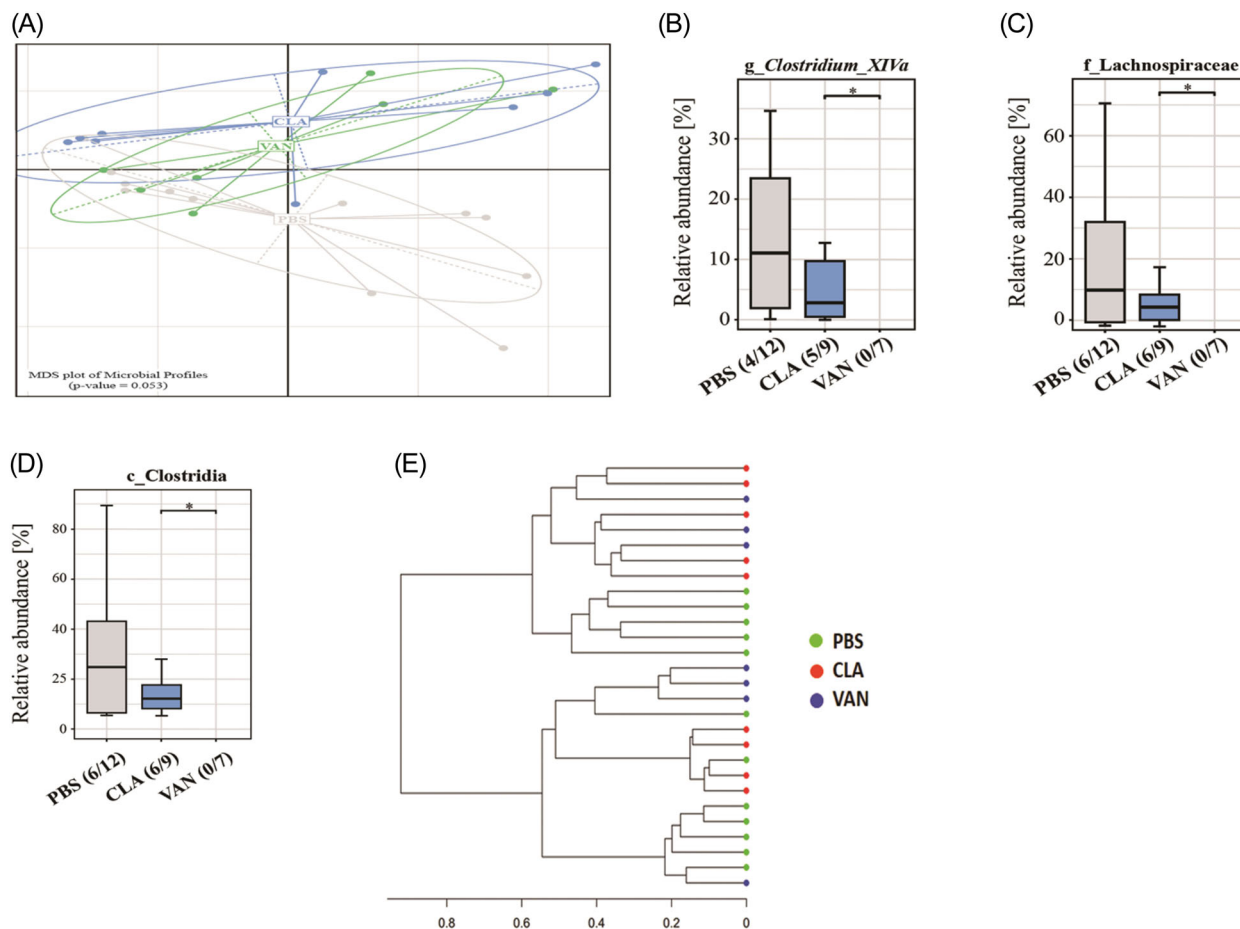 (A)
CLA
VAN
PBS
MDS plot of Microbial Profiles
(p-value = 0.053)
(B)
g_Clostridium_XIVa
*
Relative abundance [%]
30
20
10
0
PBS (4/12)
CLA (5/9)
VAN (0/7)
(C)
f_Lachnospiraceae
*
Relative abundance [%]
60
40
20
0
PBS (6/12)
CLA (6/9)
VAN (0/7)
(D)
c_Clostridia
*
Relative abundance [%]
80
60
40
25
0
PBS (6/12)
CLA (6/9)
VAN (0/7)
(E)
PBS
CLA
VAN
0.8 0.6 0.4 0.2 0